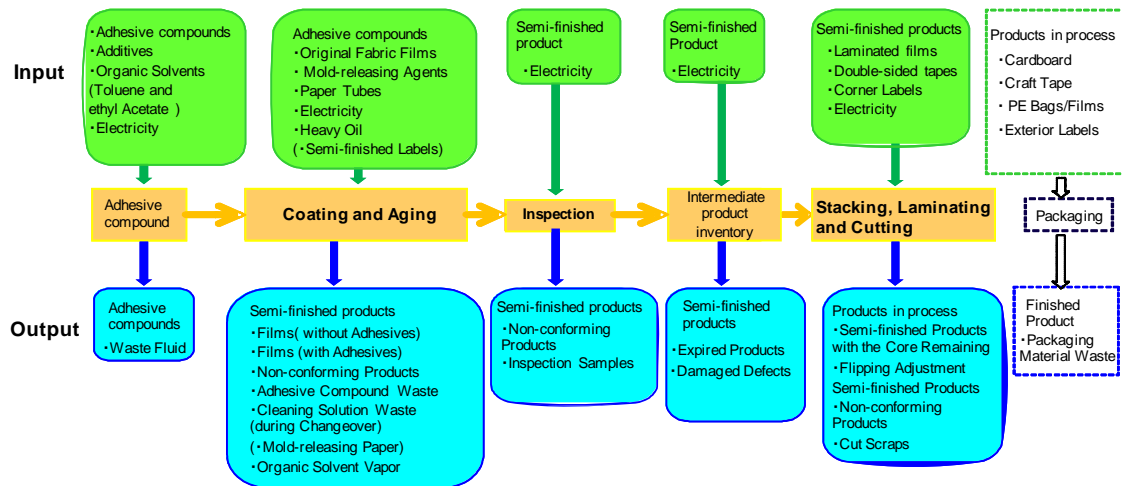 Input
・Adhesive compounds
・Additives
・Organic Solvents
(Toluene and
ethyl Acetate )
・Electricity
Adhesive compounds
・Original Fabric Films
・Mold-releasing Agents
・Paper Tubes
・Electricity
・Heavy Oil
(・Semi-finished Labels)
Semi-finished
product
・Electricity
Semi-finished
Product
・Electricity
Semi-finished products
・Laminated films
・Double-sided tapes
・Corner Labels
・Electricity
Products in process
・Cardboard
・Craft Tape
・PE Bags/Films
・Exterior Labels
Adhesive
compound
Coating and Aging
Inspection
Intermediate
product
inventory
Stacking, Laminating
and Cutting
Packaging
Output
Adhesive
compounds
・Waste Fluid
Semi-finished products
・Films( without Adhesives)
・Films (with Adhesives)
・Non-conforming Products
・Adhesive Compound Waste
・Cleaning Solution Waste
(during Changeover)
(・Mold-releasing Paper)
・Organic Solvent Vapor
Semi-finished products
・Non-conforming
Products
・Inspection Samples
Semi-finished
products
・Expired Products
・Damaged Defects
Products in process
・Semi-finished Products
with the Core Remaining
・Flipping Adjustment
Semi-finished Products
・Non-conforming
Products
・Cut Scraps
Finished
Product
・Packaging
Material Waste